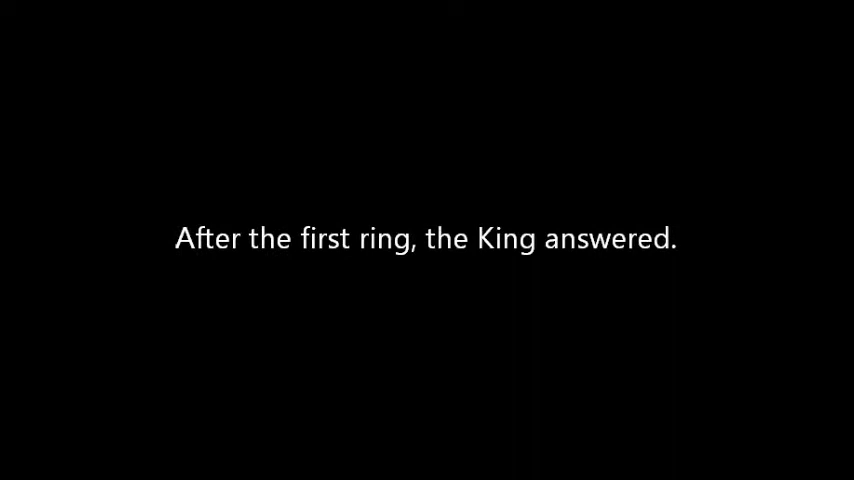 After the first ring, the King answered.